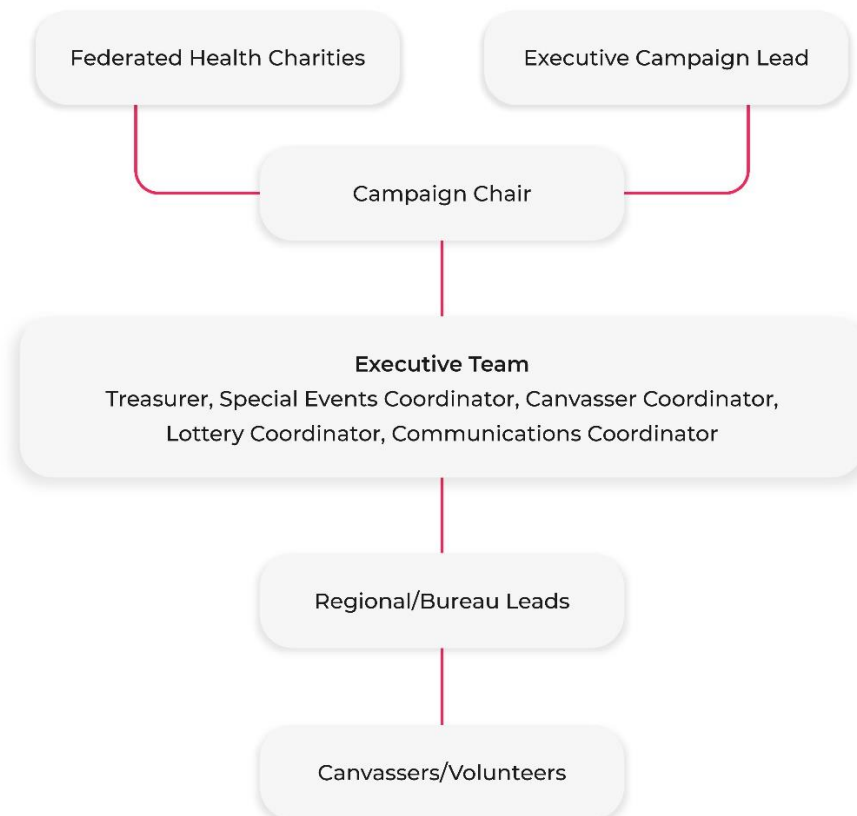 Federated Health Charities
Executive Campaign Lead
Campaign Chair
Executive Team
Treasurer, Special Events Coordinator, Canvasser Coordinator,
Lottery Coordinator, Communications Coordinator
Regional/Bureau Leads
Canvassers/Volunteers